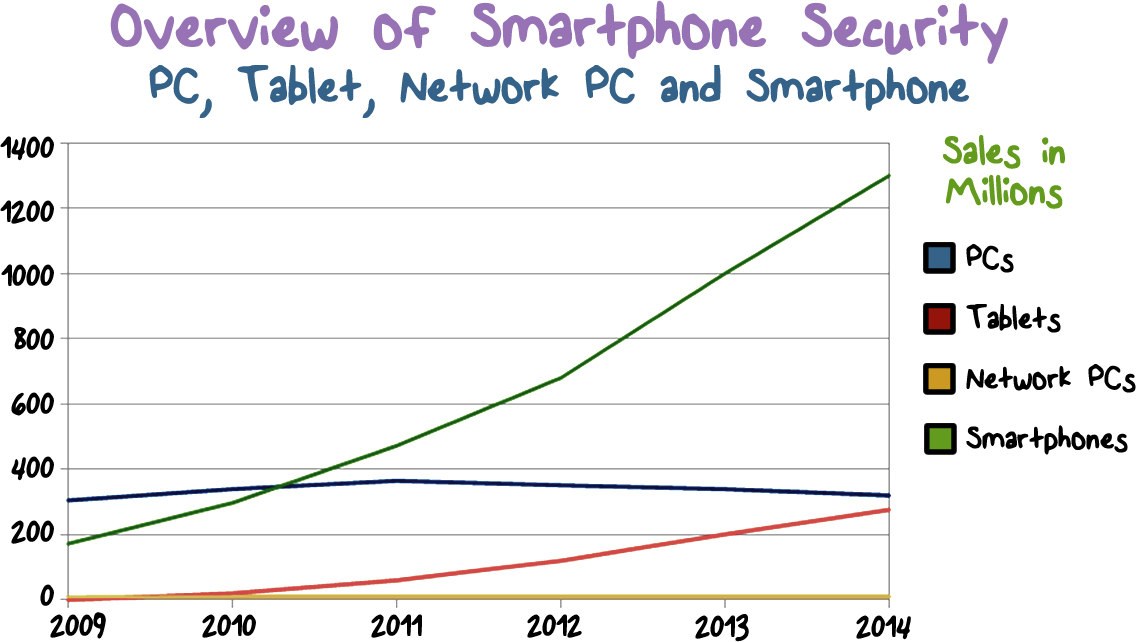 Overview of Smartphone Security
PC, Tablet, Network PC and Smartphone
1400
1200
1000
800
600
400
200
0
2009 2010 2011 2012 2013 2014
Sales in
Millions
PCs
Tablets
Network PCs
Smartphones